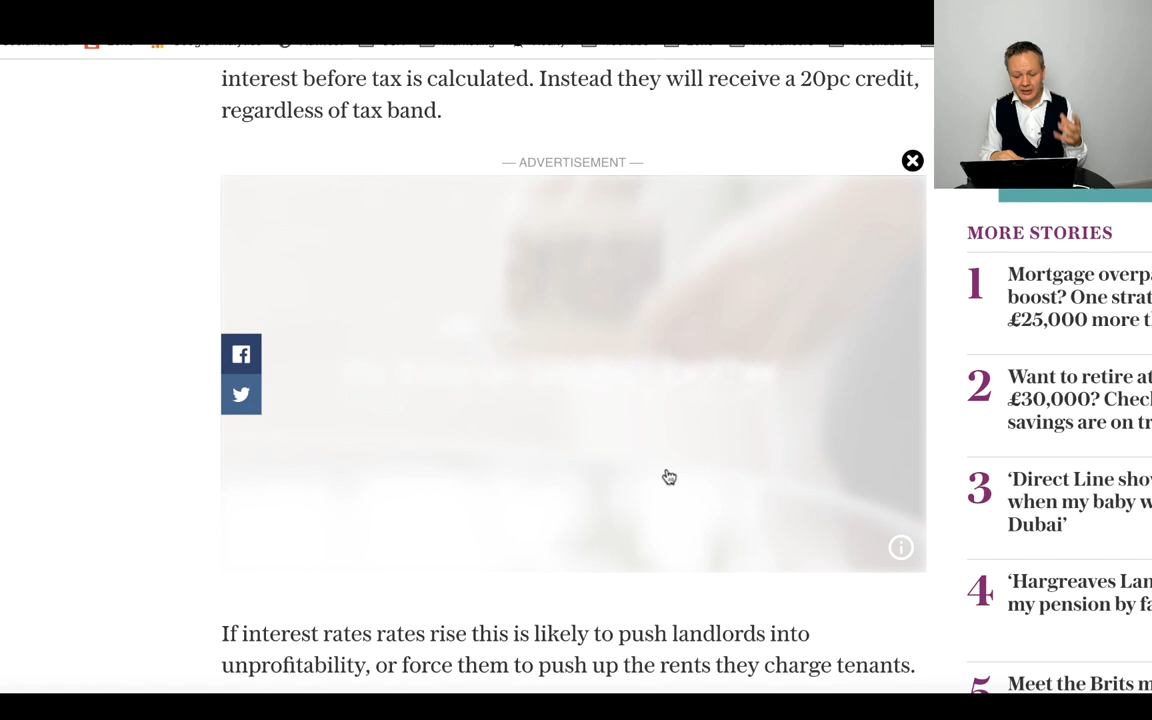 interest before tax is calculated. Instead they will receive a 20pc credit,
regardless of tax band.
— ADVERTISEMENT —
If interest rates rates rise this is likely to push landlords into
unprofitability, or force them to push up the rents they charge tenants.
MORE STORIES
1
Mortgage overp
boost? One strat
£25,000 more t
2
Want to retire at
£30,000? Chec
savings are on tr
3
‘Direct Line sho
when my baby w
Dubai’
4
‘Hargreaves Lan
my pension by fa
5
Meet the Brits m